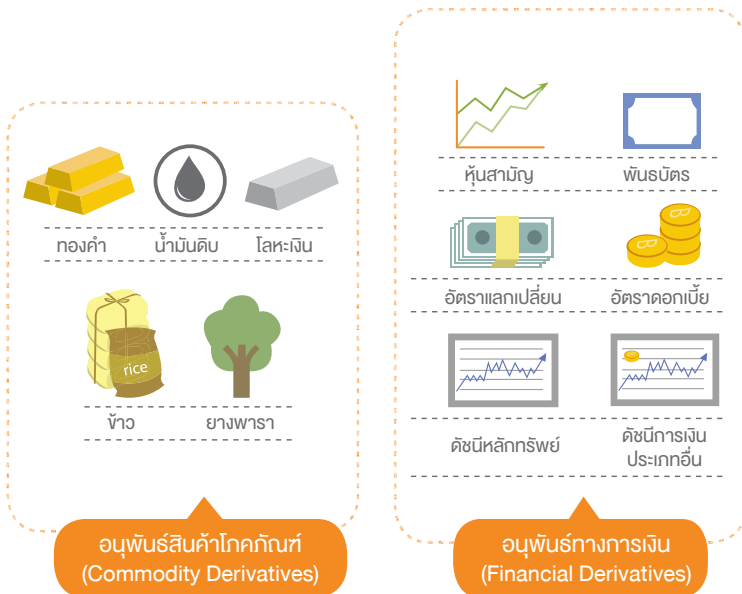 ทองคำ น้ำมันดิบ โลหะเงิน
rice
ข้าว ยางพารา
อนุพันธ์สินค้าโภคภัณฑ์
(Commodity Derivatives)
หุ้นสามัญ พันธบัตร
อัตราแลกเปลี่ยน อัตราดอกเบี้ย
ดัชนีหลักทรัพย์
ดัชนีการเงิน
ประเภทอื่น
อนุพันธ์ทางการเงิน
(Financial Derivatives)